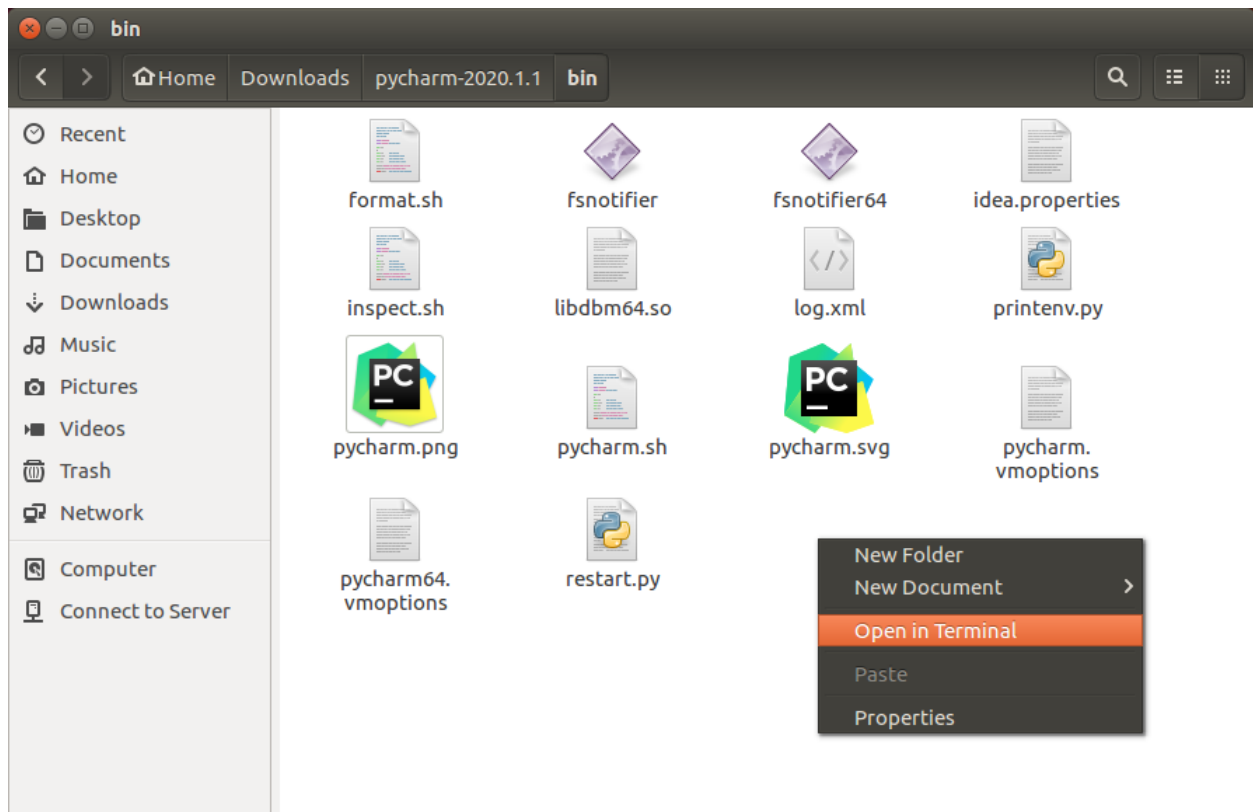 bin
Home Downloads pycharm-2020.1.1 bin
Recent
Home
Desktop
Documents
Downloads
Music
Pictures
Videos
Trash
Network
Computer
Connect to Server
format.sh fsnotifier fsnotifier64 idea.properties
</>
inspect.sh libdbm64.so log.xml printenv.py
PC PC
pycharm.png pycharm.sh pycharm.svg pycharm.
vmoptions
pycharm64. restart.py
vmoptions
New Folder
New Document
Open in Terminal
Paste
Properties